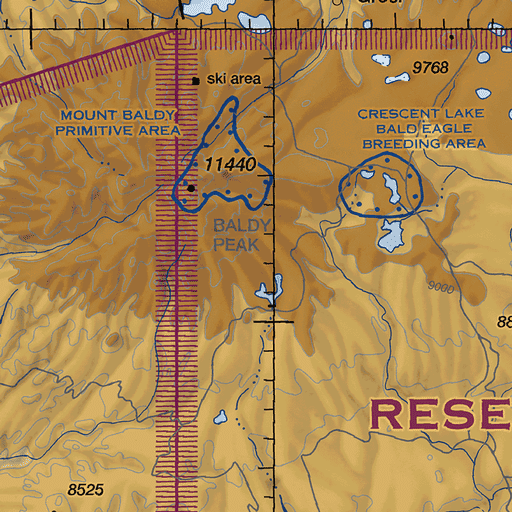 9768
ski area
MOUNT BALDY
PRIMITIVE AREA
CRESCENT LAKE
BALD EAGLE
BREEDING AREA
11440
BALDY
PEAK
9000
RESE
8525